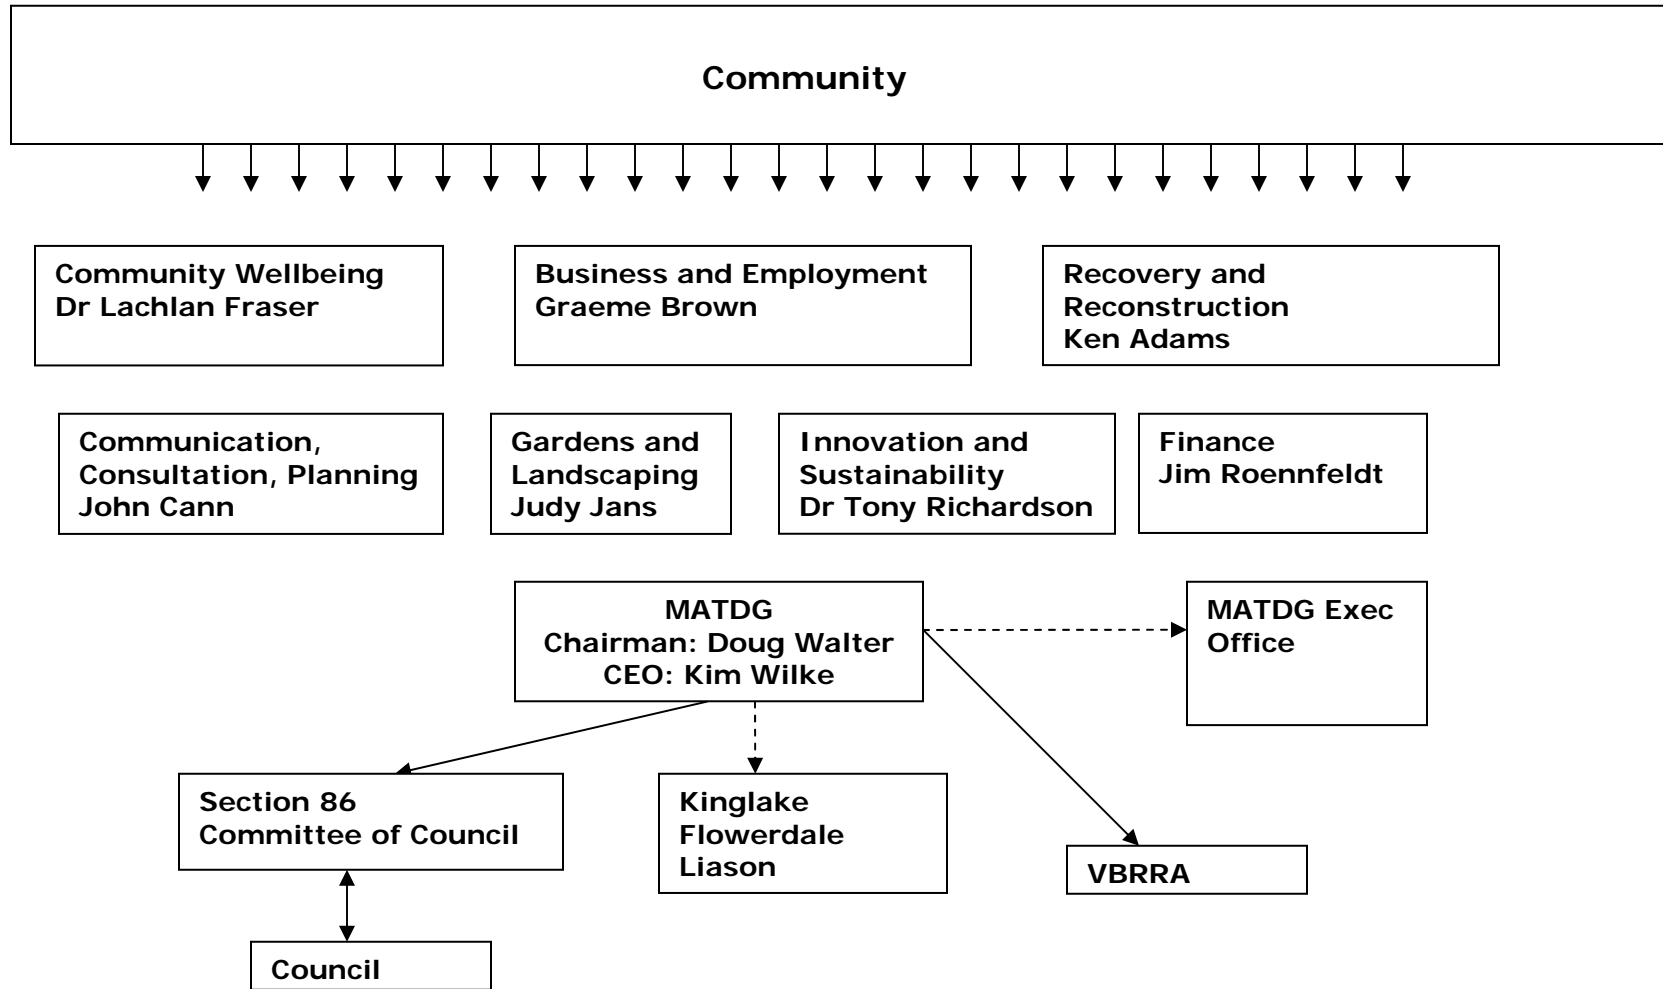 Community
Community Wellbeing
Dr Lachlan Fraser
Business and Employment
Graeme Brown
Recovery and
Reconstruction
Ken Adams
Communication,
Consultation, Planning
John Cann
Gardens and
Landscaping
Judy Jans
Innovation and
Sustainability
Dr Tony Richardson
Finance
Jim Roennfeldt
MATDG
Chairman: Doug Walter
CEO: Kim Wilke
MATDG Exec
Office
Section 86
Committee of Council
Kinglake
Flowerdale
Liason
VBRRA
Council